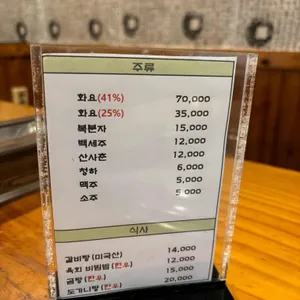 주류
화요(41%) 70,000
화요(25%) 35,000
복분자 15,000
백세주 12,000
산사춘 12,000
청하 6,000
맥주 5,000
소주 5,000
식사
갈비탕(미국산) 14,000
육회 비빔밥(한우) 12,000
곰탕(한우) 15,000
도가니탕(한우) 20,000